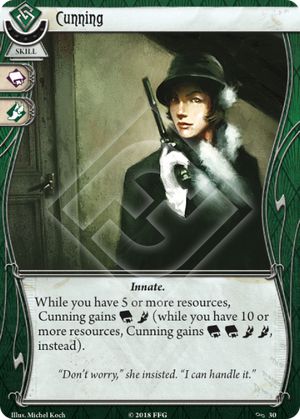 Cunning
SKILL
Innate.
While you have 5 or more resources,
Cunning gains (while you have 10 or
more resources, Cunning gains ,
instead).
“Don't worry,” she insisted. “I can handle it.”
Illus. Michel Koch © 2018 FFG 30